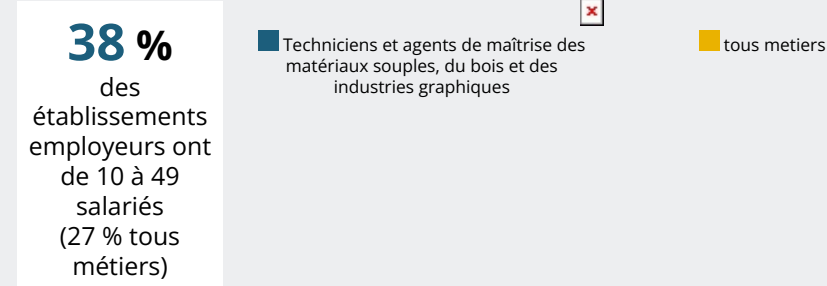 38 %
des
établissements
employeurs ont
de 10 à 49
salariés
(27 % tous
métiers)
Techniciens et agents de maîtrise des
matériaux souples, du bois et des
industries graphiques
tous metiers